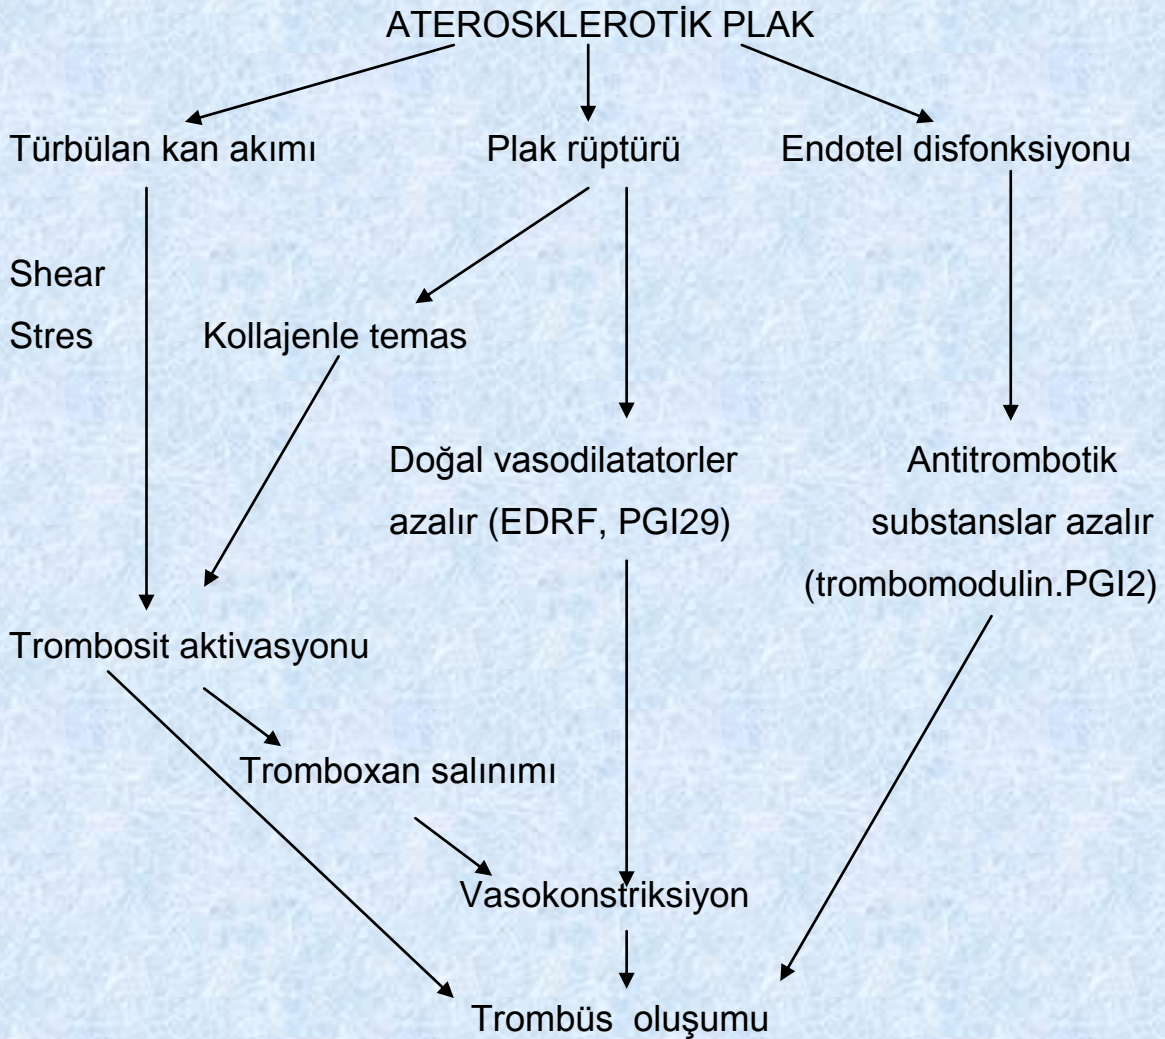 ATEROSKLEROTİK PLAK
Türbülan kan akımı
Plak rüptürü
Endotel disfonksiyonu
Shear
Stres
Kollajenle temas
Doğal vasodilatatorler
azalır (EDRF, PGI29)
Antitrombotik
substanslar azalır
(trombomodulin.PGI2)
Trombosit aktivasyonu
Tromboxan salınımı
Vasokonstriksiyon
Trombüs oluşumu